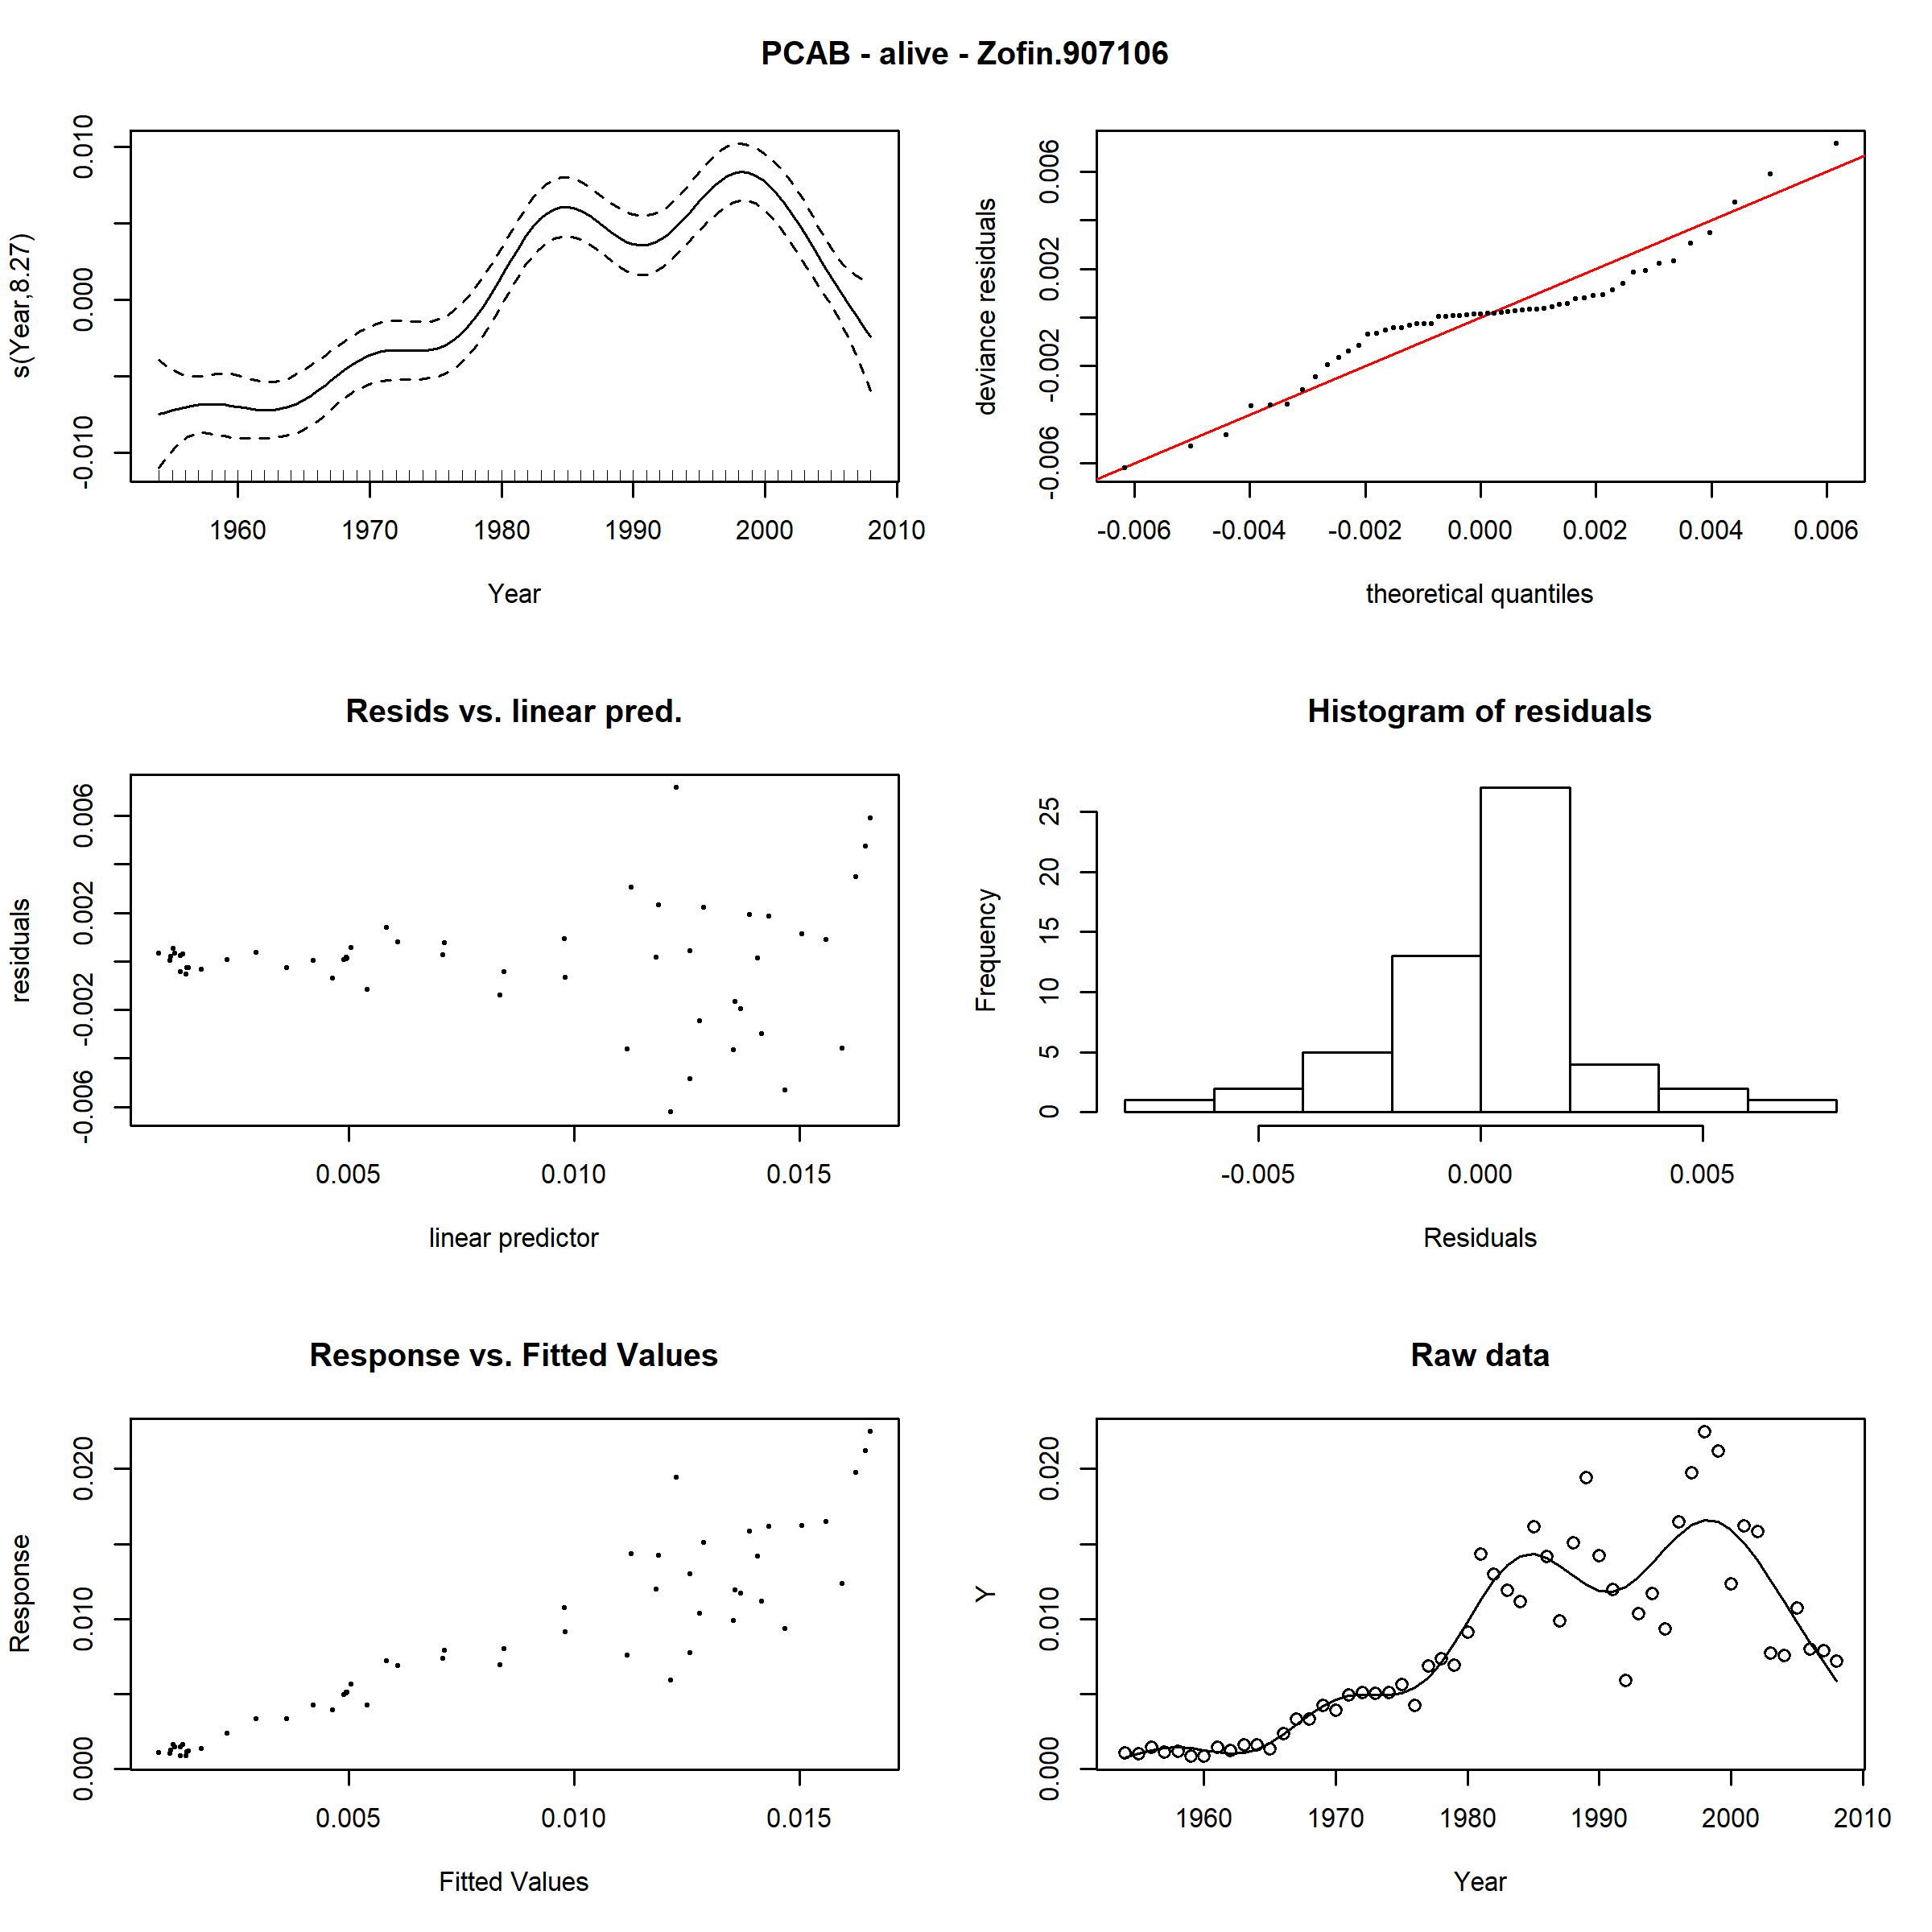 PCAB - alive - Zofin.907106
s(Year,8.27)
-0.010 0.000 0.010
1960 1970 1980 1990 2000 2010
Year
deviance residuals
-0.006 -0.002 0.002 0.006
-0.006 -0.004 -0.002 0.000 0.002 0.004 0.006
theoretical quantiles
Resids vs. linear pred.
residuals
-0.006 -0.002 0.002 0.006
0.005 0.010 0.015
linear predictor
Histogram of residuals
Frequency
0 5 10 15 20 25
-0.005 0.000 0.005
Residuals
Response vs. Fitted Values
Response
0.000 0.010 0.020
0.005 0.010 0.015
Fitted Values
Raw data
Y
0.000 0.010 0.020
1960 1970 1980 1990 2000 2010
Year